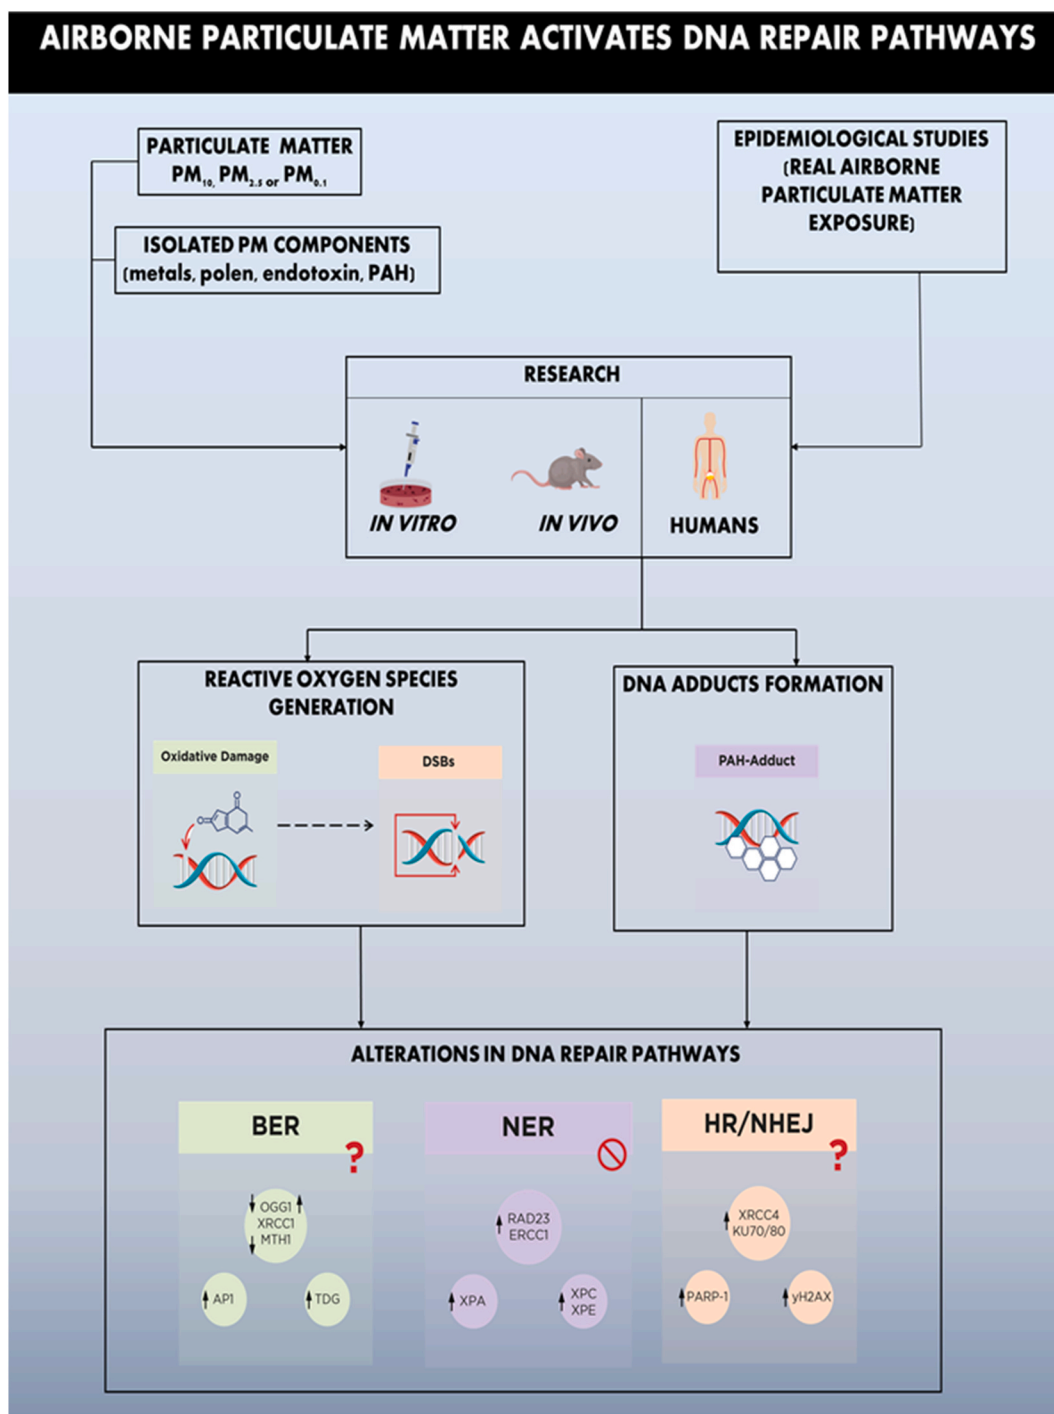 AIRBORNE PARTICULATE MATTER ACTIVATES DNA REPAIR PATHWAYS
PARTICULATE MATTER
PM10, PM2.5 or PM0.1
ISOLATED PM COMPONENTS
(metals, polen, endotoxin, PAH)
EPIDEMIOLOGICAL STUDIES
(REAL AIRBORNE
PARTICULATE MATTER
EXPOSURE)
RESEARCH
IN VITRO
IN VIVO
HUMANS
REACTIVE OXYGEN SPECIES
GENERATION
Oxidative Damage
DSBs
O
O
DNA ADDUCTS FORMATION
PAH-Adduct
ALTERATIONS IN DNA REPAIR PATHWAYS
BER
?
OGG1
XRCC1
MTH1
AP1
TDG
NER
RAD23
ERCC1
XPA
XPC
XPE
HR/NHEJ
?
XRCC4
KU70/80
PARP-1
yH2AX